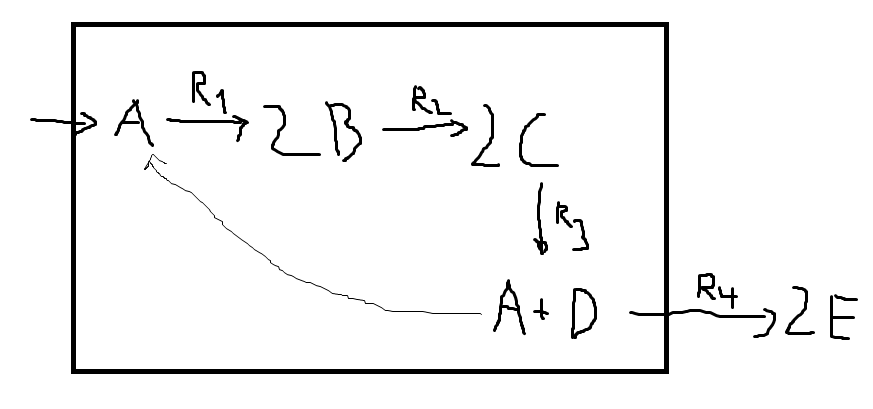 → A R1 → 2B R2 → 2C
R3
A + D R4 → 2E